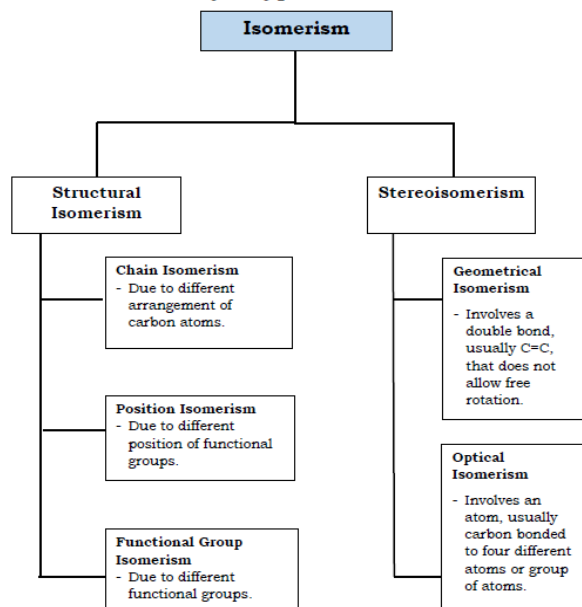 Isomerism
Structural
Isomerism
Stereoisomerism
Chain Isomerism
- Due to different
arrangement of
carbon atoms.
Position Isomerism
- Due to different
position of functional
groups.
Functional Group
Isomerism
- Due to different
functional groups.
Geometrical
Isomerism
- Involves a
double bond,
usually C=C,
that does not
allow free
rotation.
Optical
Isomerism
- Involves an
atom, usually
carbon bonded
to four different
atoms or group
of atoms.